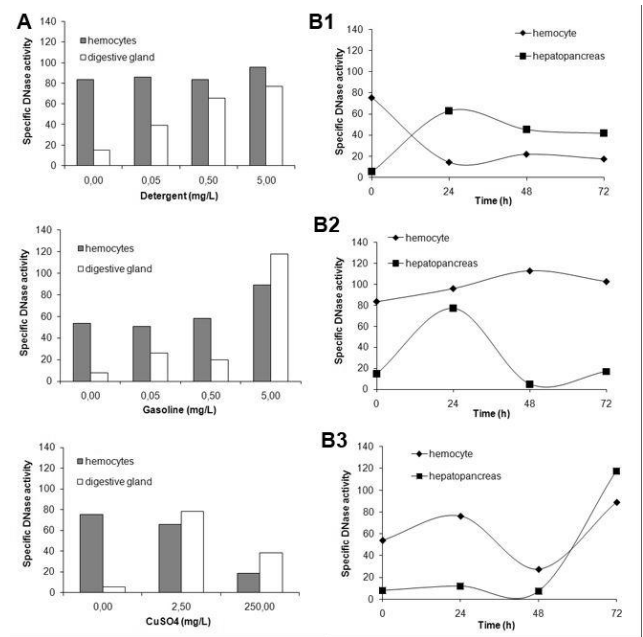 A
Specific DNase activity
140
120
100
80
60
40
20
0
hemocytes
digestive gland
0,00 0,05 0,50 5,00
Detergent (mg/L)
B1
Specific DNase activity
140
120
100
80
60
40
20
0
hemocyte
hepatopancreas
0 24 48 72
Time (h)
Specific DNase activity
140
120
100
80
60
40
20
0
hemocytes
digestive gland
0,00 0,05 0,50 5,00
Gasoline (mg/L)
B2
Specific DNase activity
140
120
100
80
60
40
20
0
hemocyte
hepatopancreas
0 24 48 72
Time (h)
Specific DNase activity
140
120
100
80
60
40
20
0
hemocytes
digestive gland
0,00 2,50 250,00
CuSO4 (mg/L)
B3
Specific DNase activity
140
120
100
80
60
40
20
0
hemocyte
hepatopancreas
0 24 48 72
Time (h)